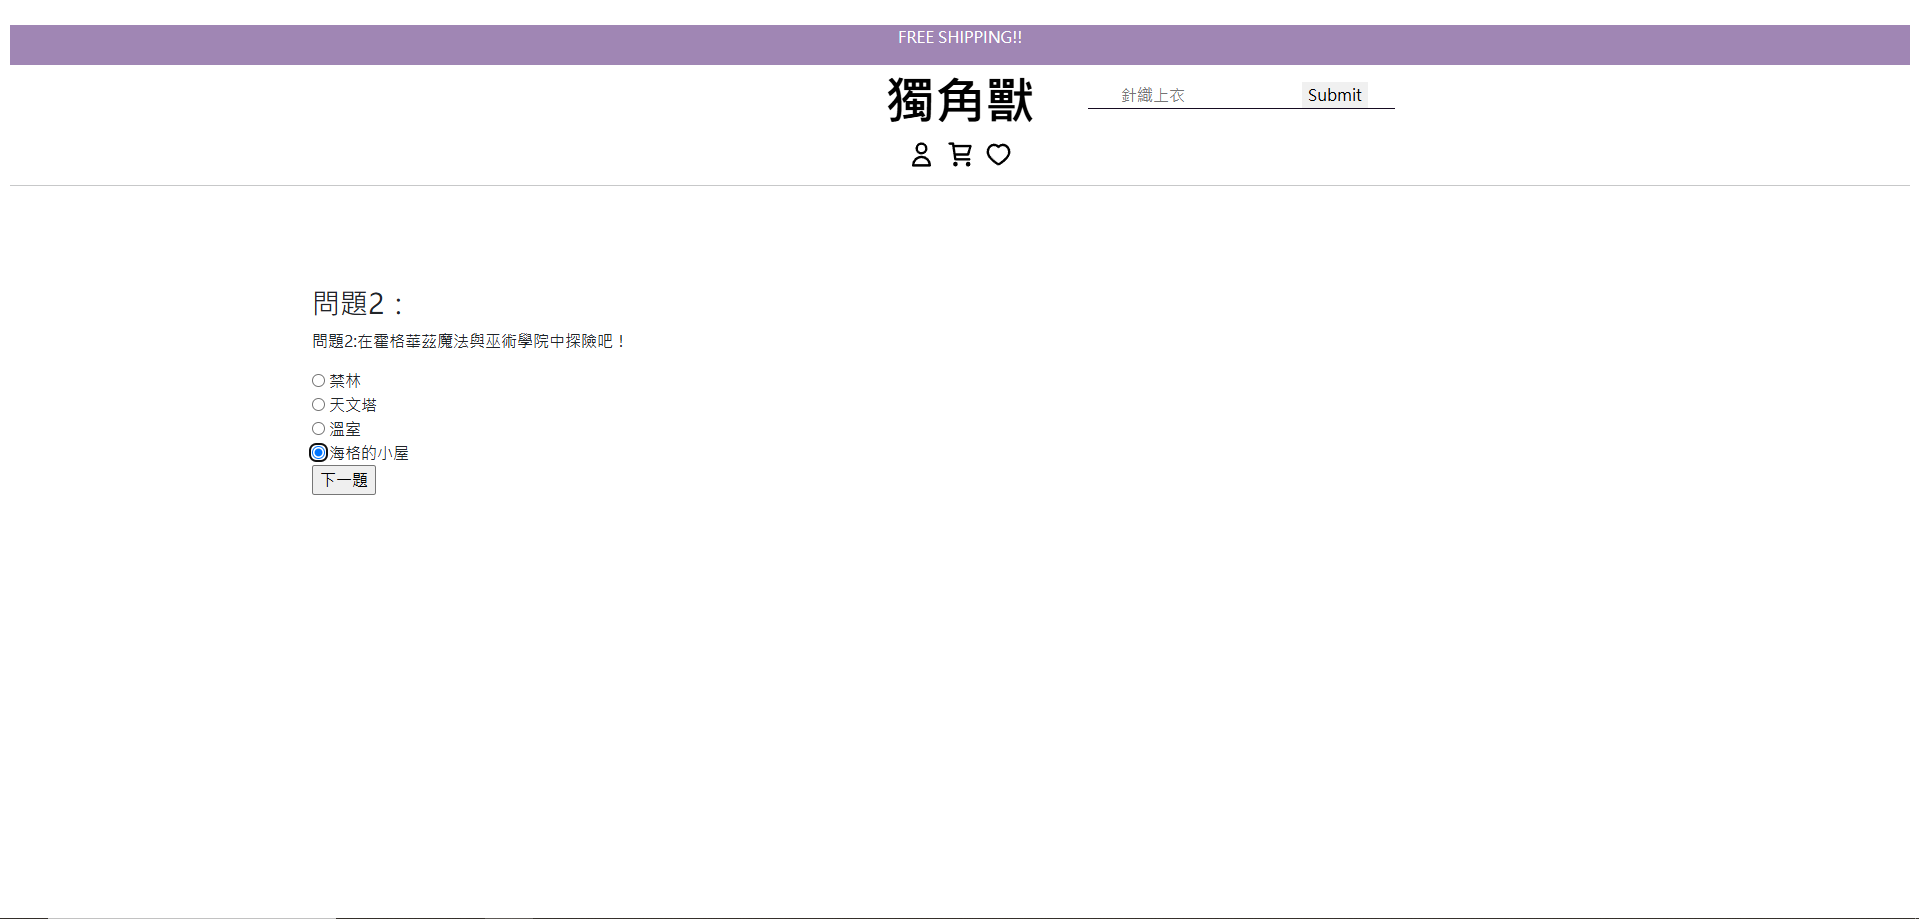 FREE SHIPPING!!
獨角獸
針織上衣
Submit
問題2：
問題2:在霍格華茲魔法與巫術學院中探險吧！
禁林
天文塔
溫室
海格的小屋
下一題